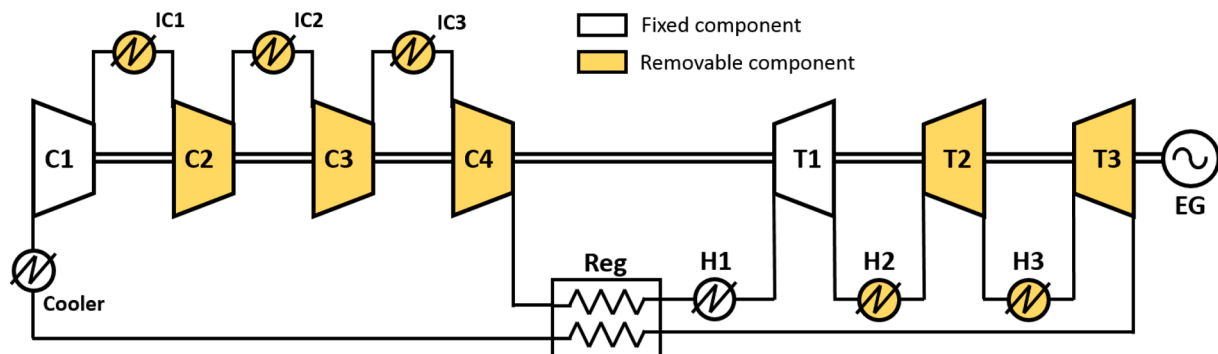 IC1
IC2
IC3
Fixed component
Removable component
C1
C2
C3
C4
T1
T2
T3
EG
Reg
H1
H2
H3
Cooler